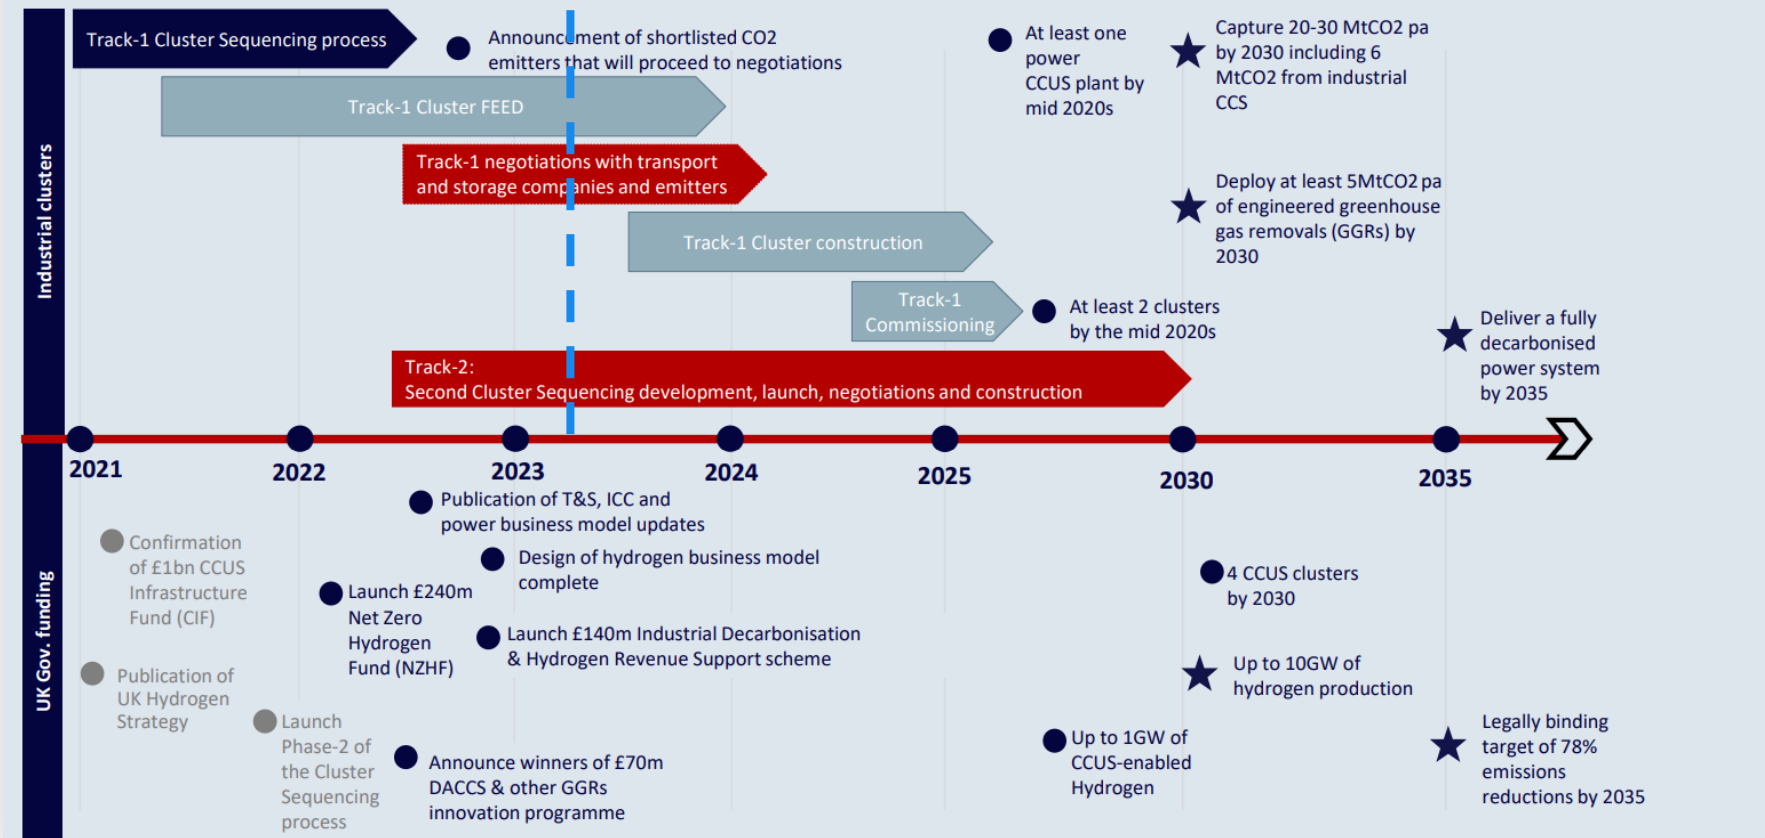 Industrial clusters
Track-1 Cluster Sequencing process
Announcement of shortlisted CO2
emitters that will proceed to negotiations
At least one
power
CCUS plant by
mid 2020s
Capture 20-30 MtCO2 pa
by 2030 including 6
MtCO2 from industrial
CCS
Track-1 Cluster FEED
Track-1 negotiations with transport
and storage companies and emitters
Deploy at least 5MtCO2 pa
of engineered greenhouse
gas removals (GGRs) by
2030
Track-1 Cluster construction
Track-1
Commissioning
At least 2 clusters
by the mid 2020s
Deliver a fully
decarbonised
power system
by 2035
Track-2:
Second Cluster Sequencing development, launch, negotiations and construction
2021
2022
2023
2024
2025
2030
2035
UK Gov. funding
Publication of T&S, ICC and
power business model updates
Confirmation
of £1bn CCUS
Infrastructure
Fund (CIF)
Design of hydrogen business model
complete
Launch £240m
Net Zero
Hydrogen
Fund (NZHF)
4 CCUS clusters
by 2030
Launch £140m Industrial Decarbonisation
& Hydrogen Revenue Support scheme
Publication of
UK Hydrogen
Strategy
Up to 10GW of
hydrogen production
Launch
Phase-2 of
the Cluster
Sequencing
process
Announce winners of £70m
DACCS & other GGRs
innovation programme
Up to 1GW of
CCUS-enabled
Hydrogen
Legally binding
target of 78%
emissions
reductions by 2035